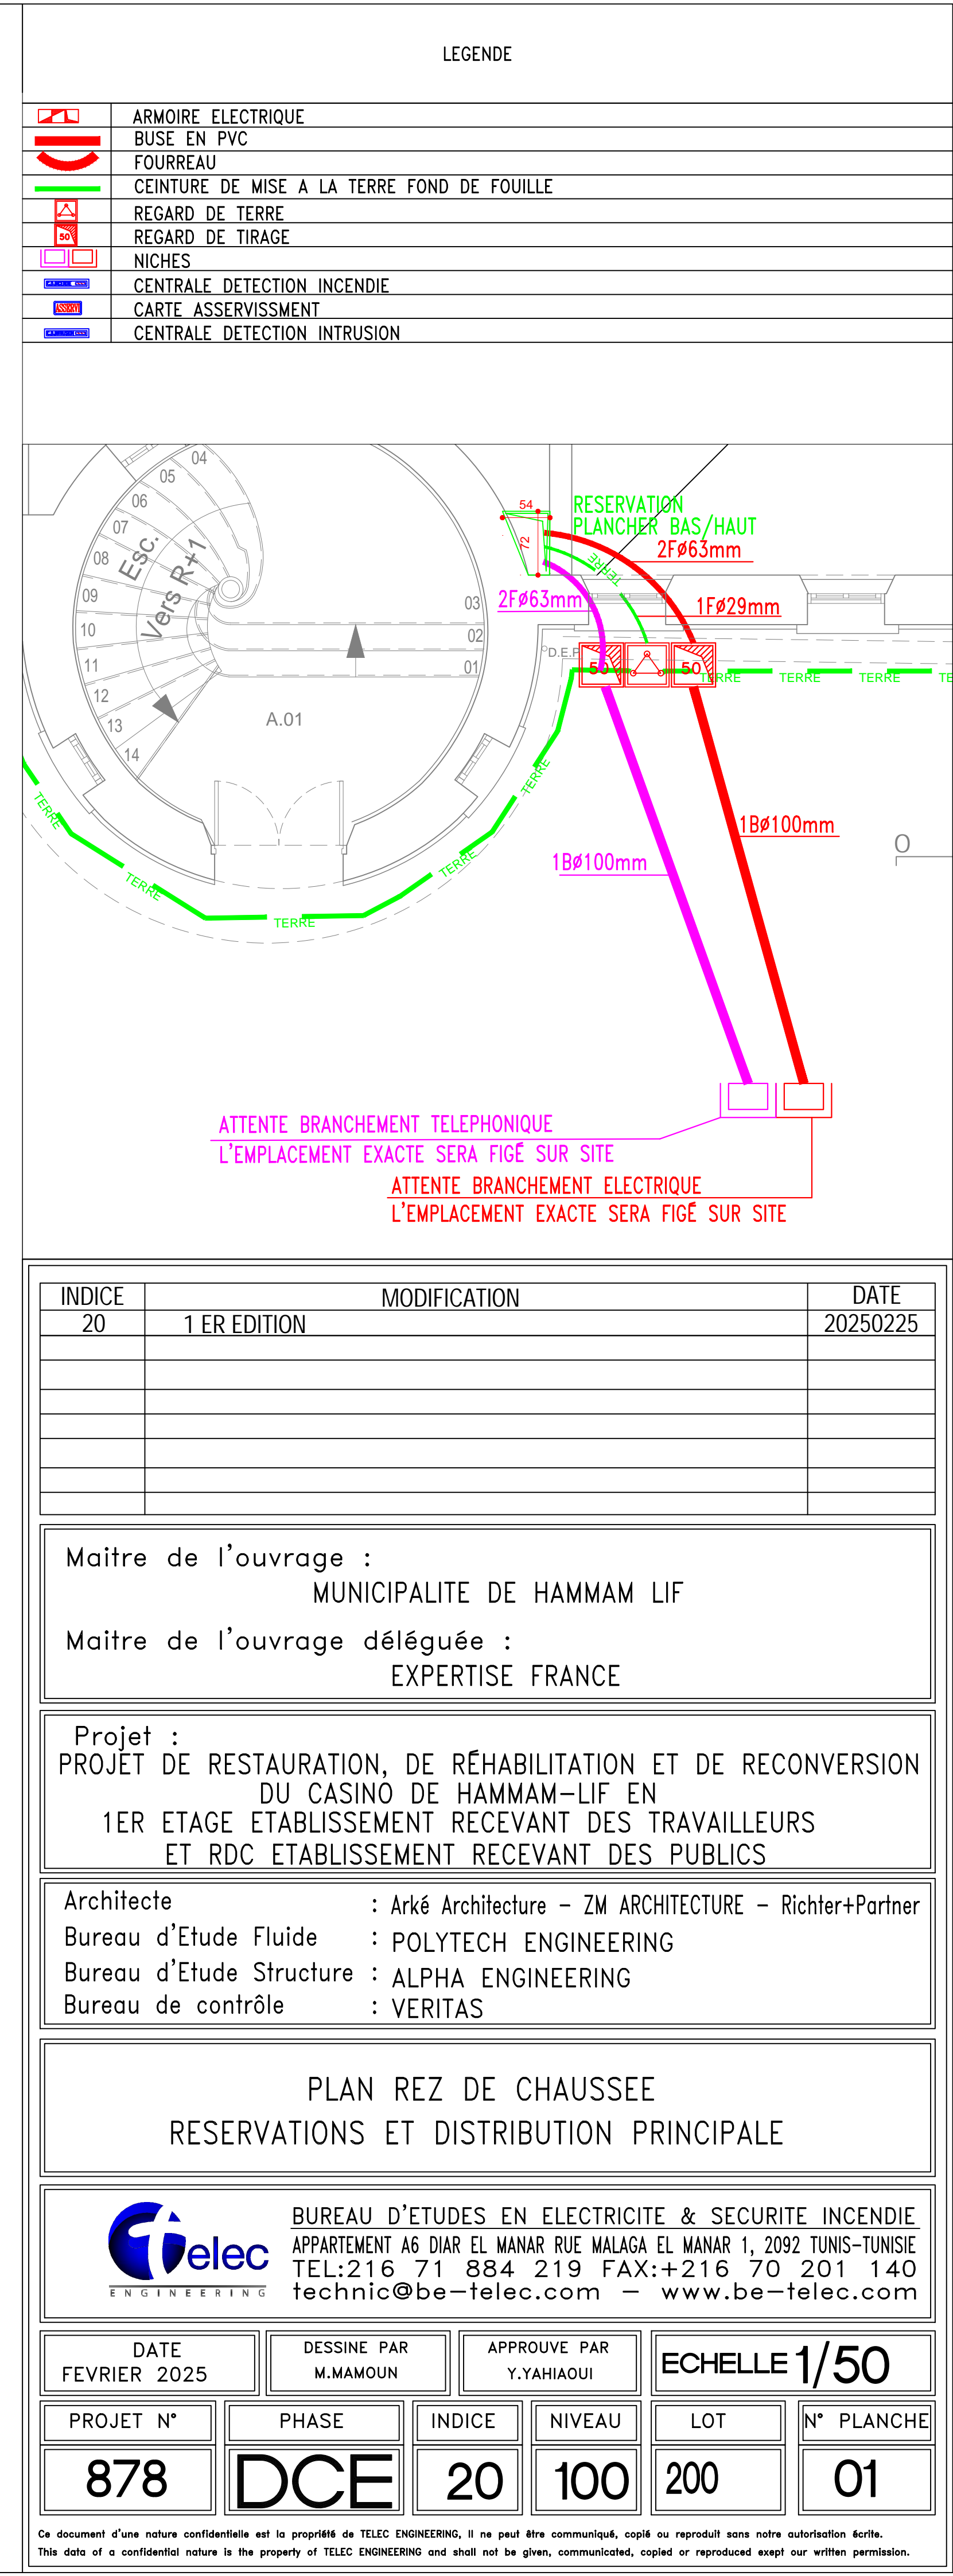 LEGENDE
ARMOIRE ELECTRIQUE
BUSE EN PVC
FOURREAU
CEINTURE DE MISE A LA TERRE FOND DE FOUILLE
REGARD DE TERRE
50
REGARD DE TIRAGE
NICHES
CENTRALE DETECTION INCENDIE
ASSERV
CARTE ASSERVISSMENT
CENTRALE DETECTION INTRUSION
04
05
06
07
08
09
10
11
12
13
14
Esc.
Vers R+1
03
02
01
A.01
54
72
RESERVATION
PLANCHER BAS/HAUT
2Fø63mm
TERRE
2Fø63mm
1Fø29mm
D.E.P
50
50
TERRE
TERRE
TERRE
TE
TERRE
TERRE
TERRE
TERRE
TERRE
1Bø100mm
1Bø100mm
0
ATTENTE BRANCHEMENT TELEPHONIQUE
L'EMPLACEMENT EXACTE SERA FIGÉ SUR SITE
ATTENTE BRANCHEMENT ELECTRIQUE
L'EMPLACEMENT EXACTE SERA FIGÉ SUR SITE
INDICE MODIFICATION DATE
20 1 ER EDITION 20250225
Maitre de l'ouvrage :
MUNICIPALITE DE HAMMAM LIF
Maitre de l'ouvrage déléguée :
EXPERTISE FRANCE
Projet :
PROJET DE RESTAURATION, DE RÉHABILITATION ET DE RECONVERSION
DU CASINO DE HAMMAM-LIF EN
1ER ETAGE ETABLISSEMENT RECEVANT DES TRAVAILLEURS
ET RDC ETABLISSEMENT RECEVANT DES PUBLICS
Architecte : Arké Architecture - ZM ARCHITECTURE - Richter+Partner
Bureau d'Etude Fluide : POLYTECH ENGINEERING
Bureau d'Etude Structure : ALPHA ENGINEERING
Bureau de contrôle : VERITAS
PLAN REZ DE CHAUSSEE
RESERVATIONS ET DISTRIBUTION PRINCIPALE
Telec
ENGINEERING
BUREAU D'ETUDES EN ELECTRICITE & SECURITE INCENDIE
APPARTEMENT A6 DIAR EL MANAR RUE MALAGA EL MANAR 1, 2092 TUNIS-TUNISIE
TEL:216 71 884 219 FAX:+216 70 201 140
technic@be-telec.com - www.be-telec.com
DATE
FEVRIER 2025
DESSINE PAR
M.MAMOUN
APPROUVE PAR
Y.YAHIAOUI
ECHELLE 1/50
PROJET N° PHASE INDICE NIVEAU LOT N° PLANCHE
878 DCE 20 100 200 01
Ce document d'une nature confidentielle est la propriété de TELEC ENGINEERING, Il ne peut être communiqué, copié ou reproduit sans notre autorisation écrite.
This data of a confidential nature is the property of TELEC ENGINEERING and shall not be given, communicated, copied or reproduced exept our written permission.